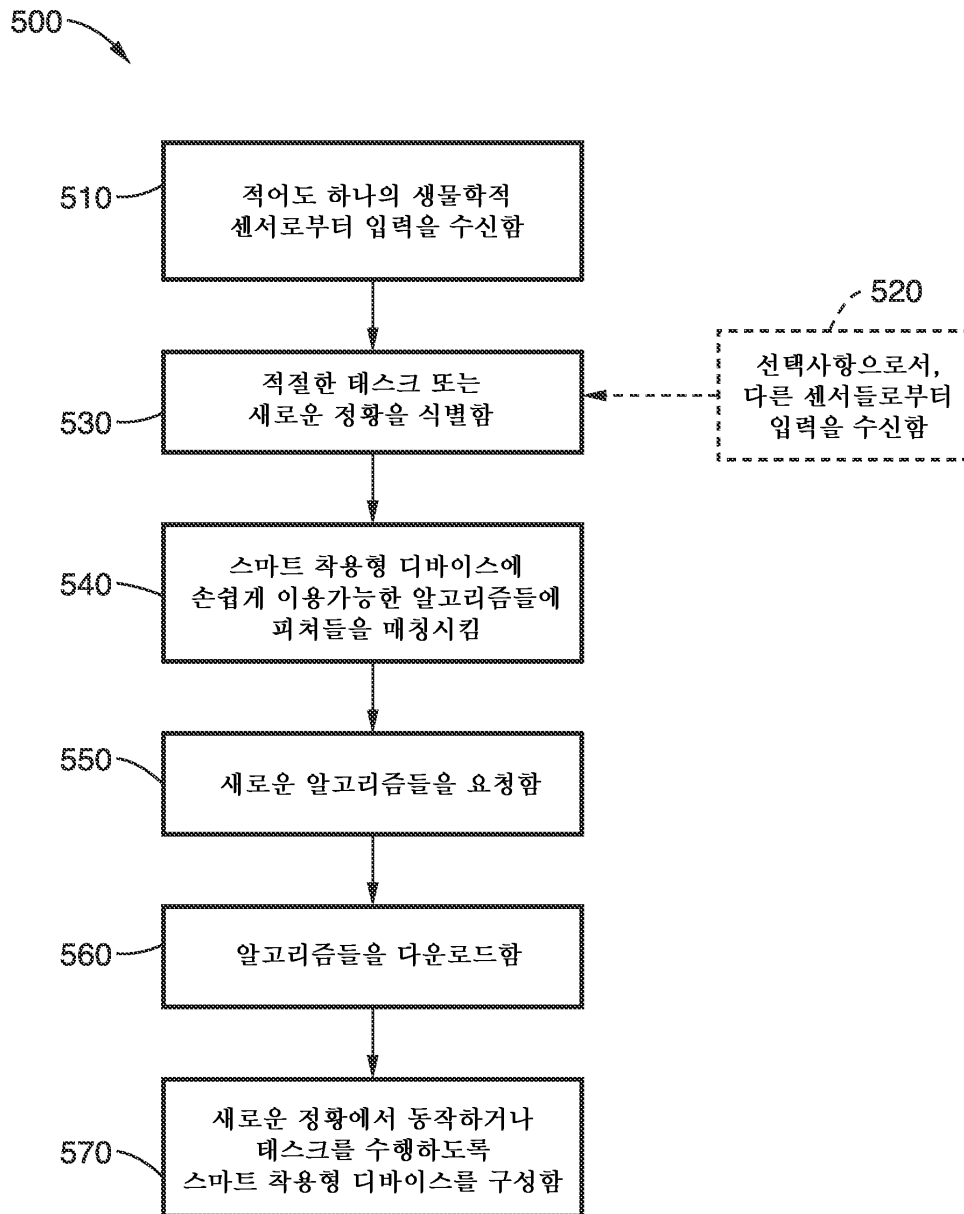 500
510
적어도 하나의 생물학적
센서로부터 입력을 수신함
520
선택사항으로서,
다른 센서들로부터
입력을 수신함
530
적절한 태스크 또는
새로운 정황을 식별함
540
스마트 착용형 디바이스에
손쉽게 이용가능한 알고리즘들에
피쳐들을 매칭시킴
550
새로운 알고리즘들을 요청함
560
알고리즘들을 다운로드함
570
새로운 정황에서 동작하거나
태스크를 수행하도록
스마트 착용형 디바이스를 구성함